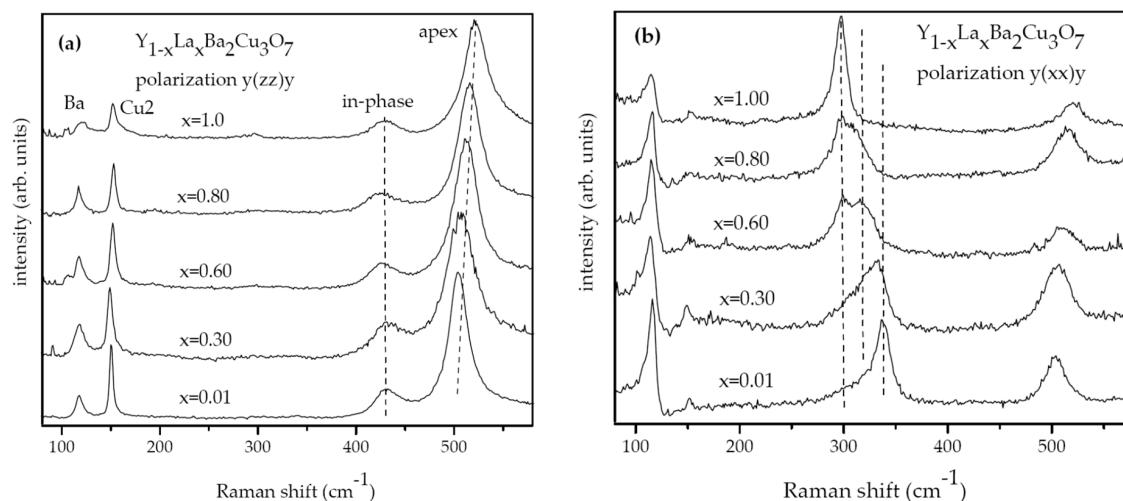 (a)
Y1-xLaxBa2Cu3O7
polarization y(zz)y
apex
Ba
Cu2
in-phase
x=1.0
x=0.80
x=0.60
x=0.30
x=0.01
intensity (arb. units)
100 200 300 400 500
Raman shift (cm-1)
(b)
Y1-xLaxBa2Cu3O7
polarization y(xx)y
x=1.00
x=0.80
x=0.60
x=0.30
x=0.01
intensity (arb. units)
100 200 300 400 500
Raman shift (cm-1)